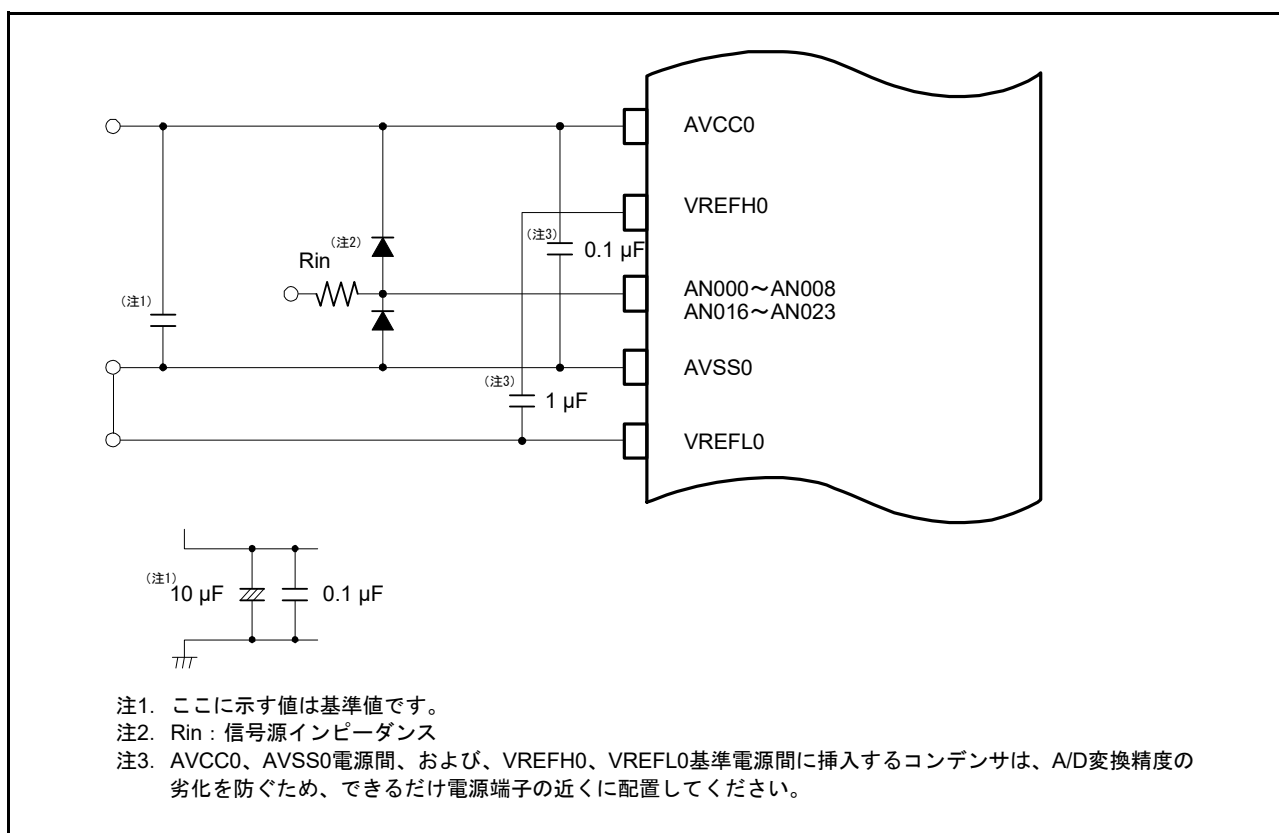 AVCC0
VREFH0
(注3)
0.1 μF
(注2)
Rin
AN000～AN008
AN016～AN023
(注1)
AVSS0
(注3)
1 μF
VREFL0
(注1)
10 μF
0.1 μF
注1. ここに示す値は基準値です。
注2. Rin：信号源インピーダンス
注3. AVCC0、AVSS0電源間、および、VREFH0、VREFL0基準電源間に挿入するコンデンサは、A/D変換精度の
劣化を防ぐため、できるだけ電源端子の近くに配置してください。